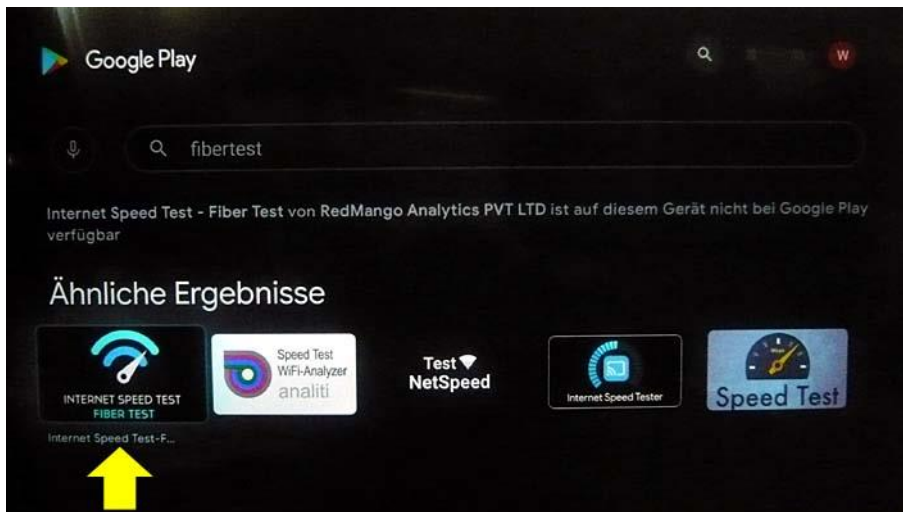 Google Play
W
fibertest
Internet Speed Test - Fiber Test von RedMango Analytics PVT LTD ist auf diesem Gerät nicht bei Google Play
verfügbar
Ähnliche Ergebnisse
INTERNET SPEED TEST
FIBER TEST
Speed Test
WiFi-Analyzer
analiti
Test
NetSpeed
Internet Speed Tester
Speed Test
Internet Speed Test-F...